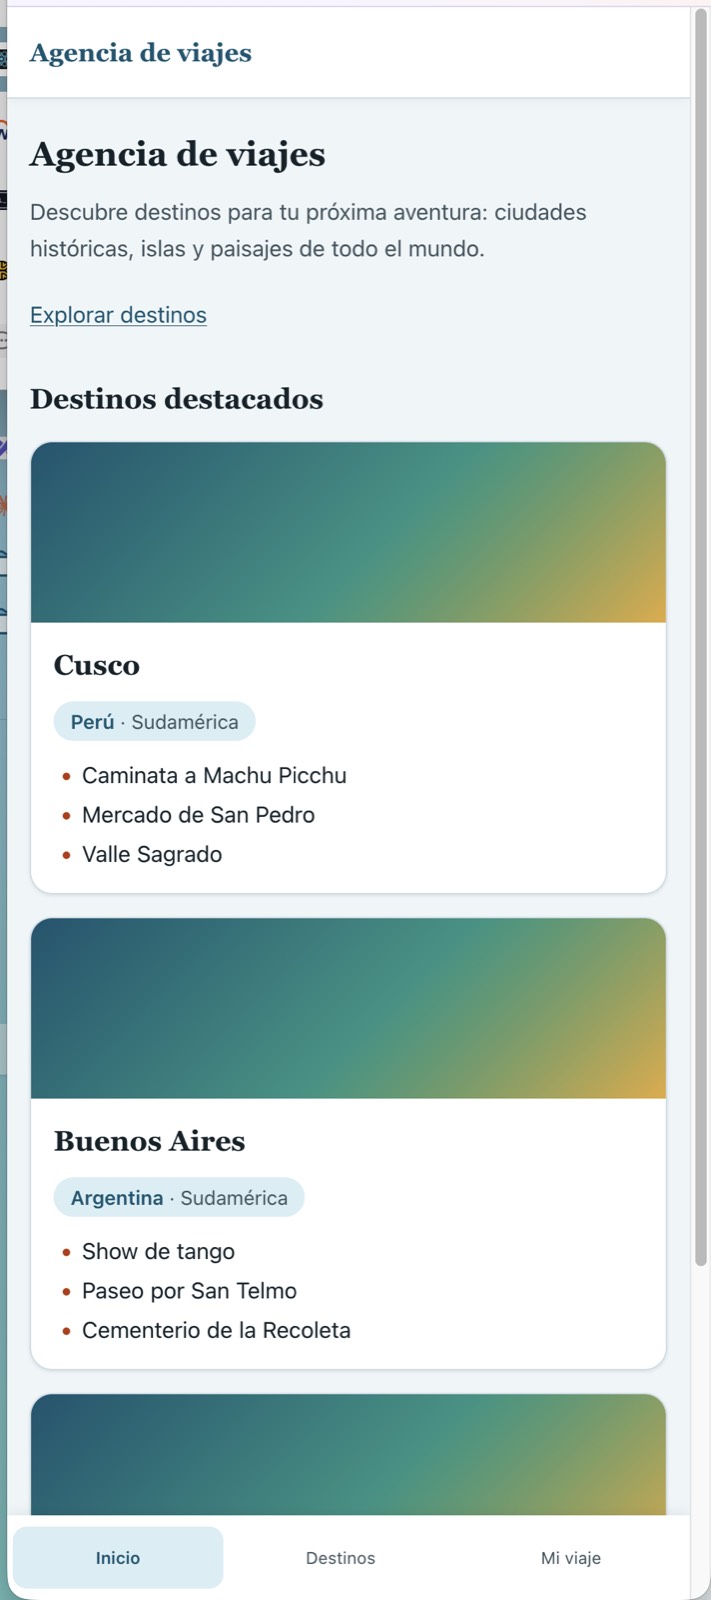 Agencia de viajes
Agencia de viajes
Descubre destinos para tu próxima aventura: ciudades
históricas, islas y paisajes de todo el mundo.
Explorar destinos
Destinos destacados
Cusco
Perú · Sudamérica
• Caminata a Machu Picchu
• Mercado de San Pedro
• Valle Sagrado
Buenos Aires
Argentina · Sudamérica
• Show de tango
• Paseo por San Telmo
• Cementerio de la Recoleta
Inicio
Destinos
Mi viaje